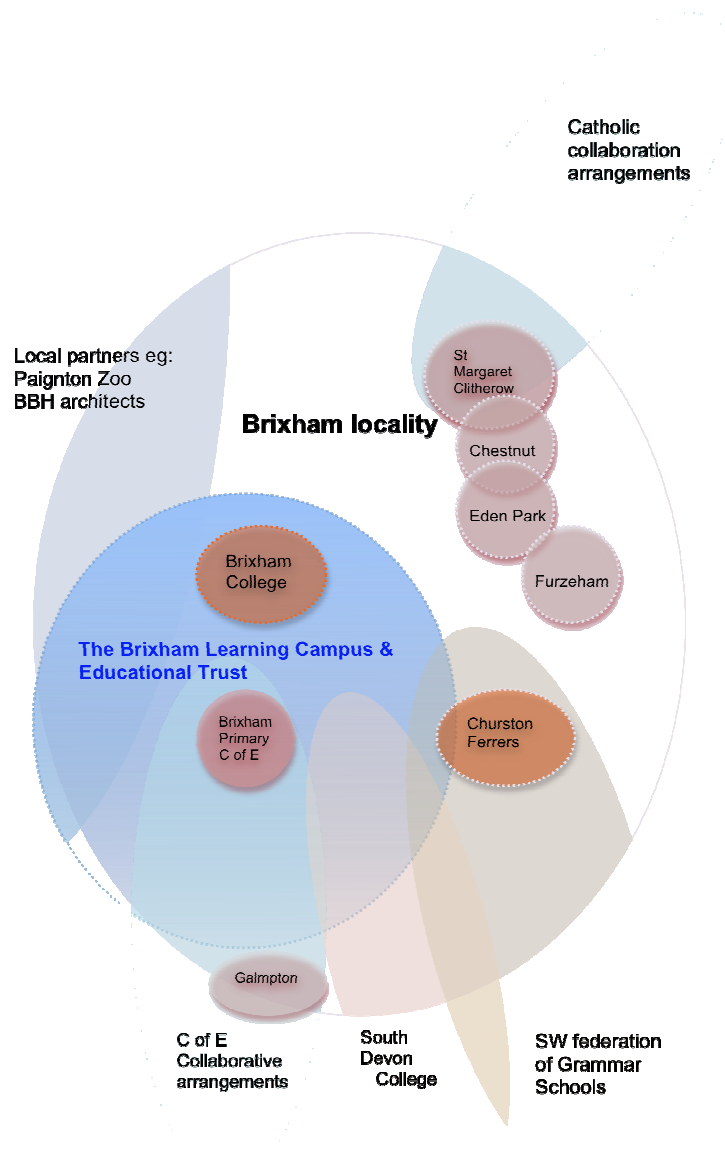 Catholic
collaboration
arrangements
Local partners eg:
Paignton Zoo
BBH architects
St
Margaret
Clitherow
Brixham locality
Chestnut
Eden Park
Brixham
College
Furzeham
The Brixham Learning Campus &
Educational Trust
Brixham
Primary
C of E
Churston
Ferrers
Galmpton
C of E
Collaborative
arrangements
South
Devon
College
SW federation
of Grammar
Schools